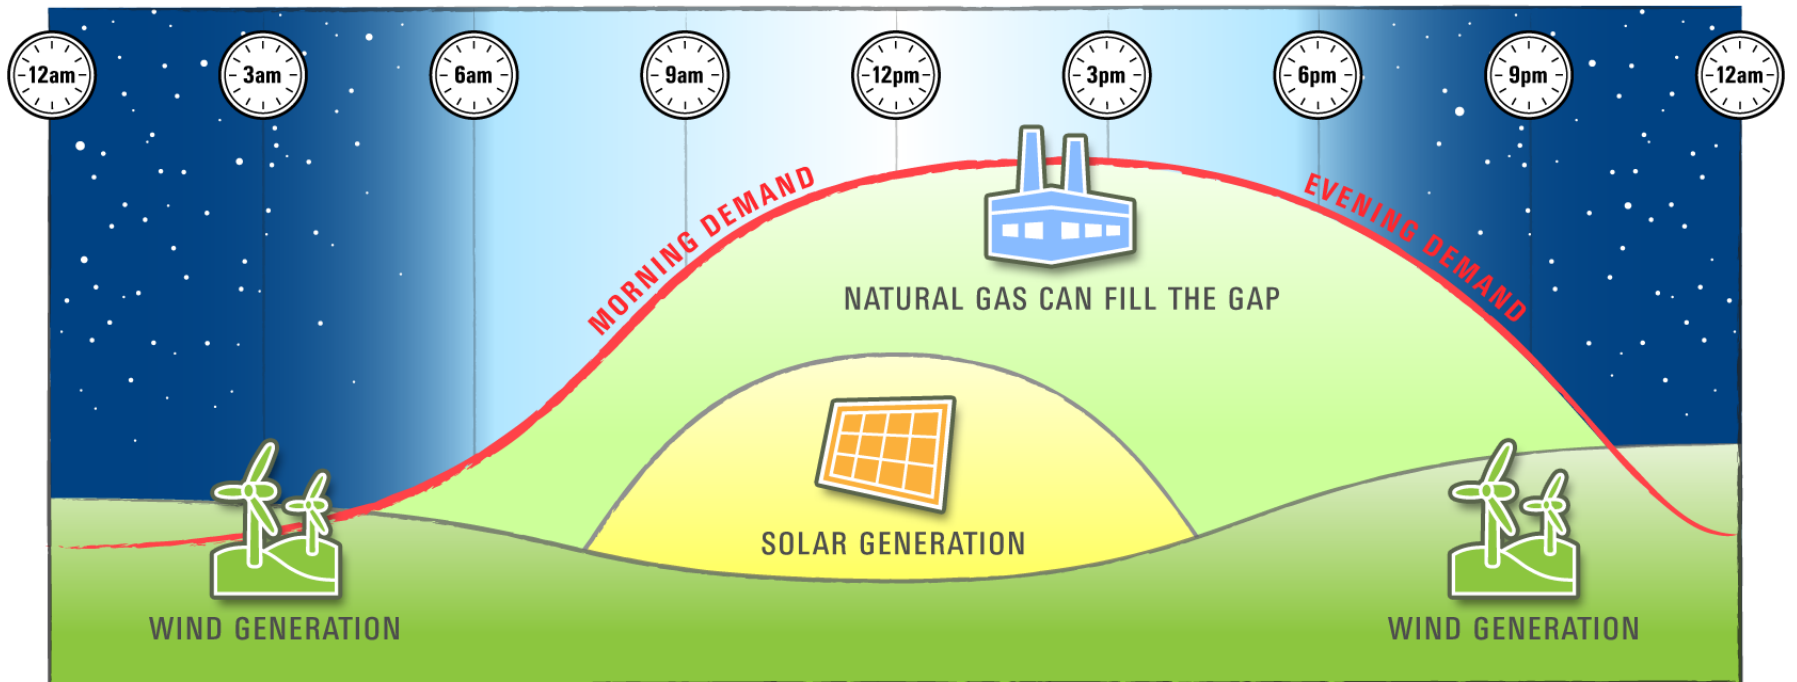 12am
3am
6am
9am
12pm
3pm
6pm
9pm
12am
MORNING DEMAND
EVENING DEMAND
NATURAL GAS CAN FILL THE GAP
SOLAR GENERATION
WIND GENERATION
WIND GENERATION